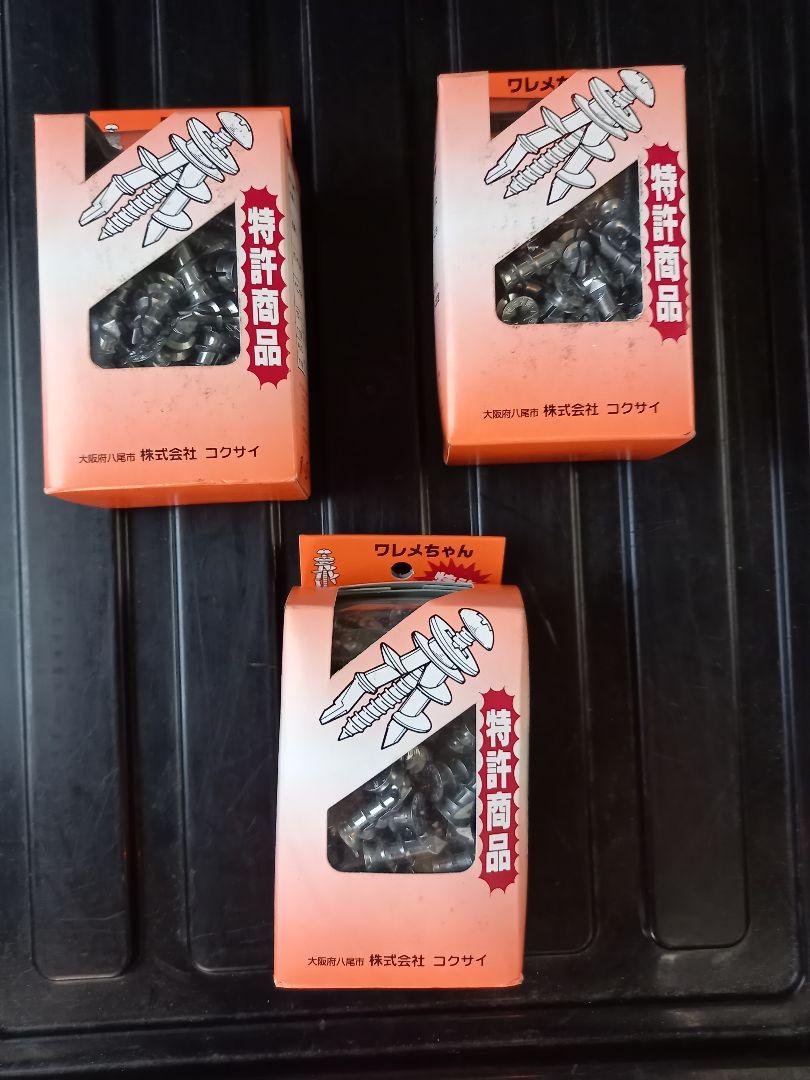 特許商品
大阪府八尾市 株式会社 コクサイ
ワレメち
特許商品
大阪府八尾市 株式会社 コクサイ
ワレメちゃん
特許商品
大阪府八尾市 株式会社 コクサイ